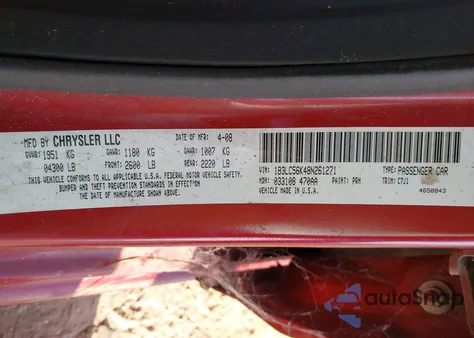 MFD BY CHRYSLER LLC DATE OF MFR 4-08
GVWR: 1951 KG GAWR: 1180 KG GAWR: 1007 KG
04300 LB FRONT: 2600 LB REAR: 2220 LB
THIS VEHICLE CONFORMS TO ALL APPLICABLE U.S.A. FEDERAL MOTOR VEHICLE SAFETY,
BUMPER AND THEFT PREVENTION STANDARDS IN EFFECT
ON THE DATE OF MANUFACTURE SHOWN ABOVE.
VIN: 1B3LC56K48N261271 TYPE: PASSENGER CAR
MDH: 033108 470AA PAINT: PRH TRIM: C7J1
VEHICLE MADE IN U.S.A. 4658843
autoSnap